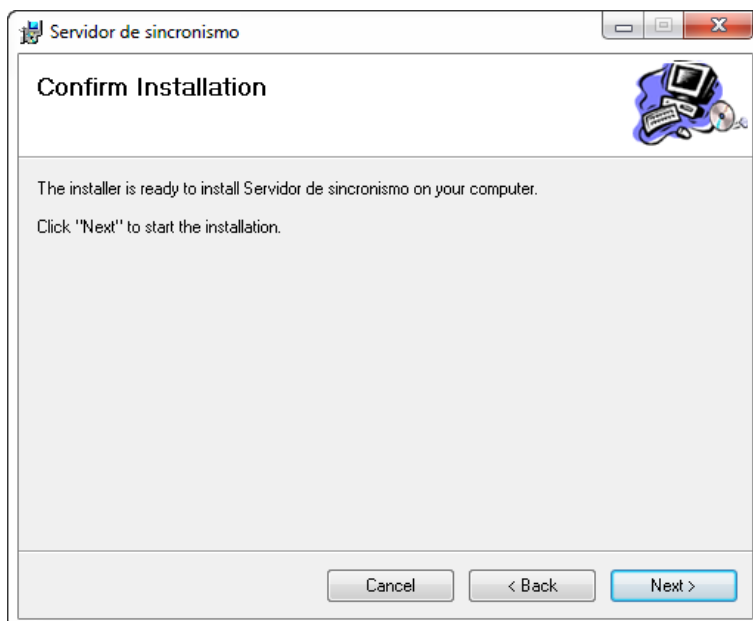 Servidor de sincronismo
Confirm Installation
The installer is ready to install Servidor de sincronismo on your computer.
Click "Next" to start the installation.
Cancel
< Back
Next >